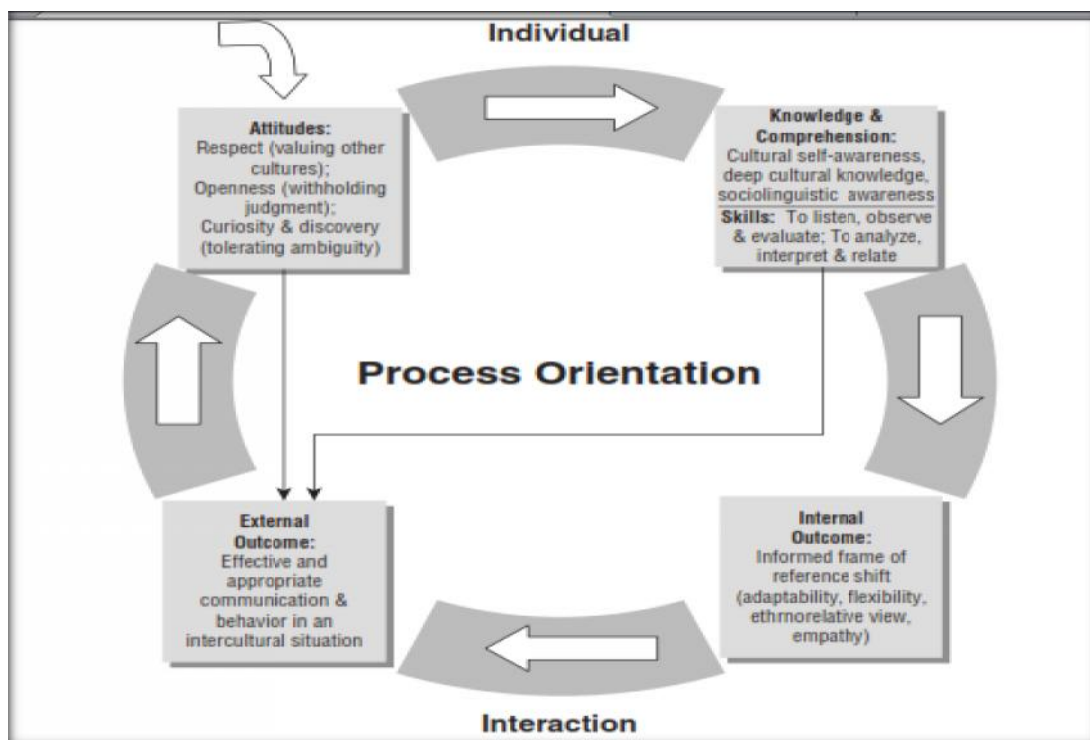 Individual
Attitudes:
Respect (valuing other
cultures);
Openness (withholding
judgment);
Curiosity & discovery
(tolerating ambiguity)
Knowledge &
Comprehension:
Cultural self-awareness,
deep cultural knowledge,
sociolinguistic awareness
Skills: To listen, observe
& evaluate; To analyze,
interpret & relate
Process Orientation
External
Outcome:
Effective and
appropriate
communication &
behavior in an
intercultural situation
Internal
Outcome:
Informed frame of
reference shift
(adaptability, flexibility,
ethrnorelative view,
empathy)
Interaction